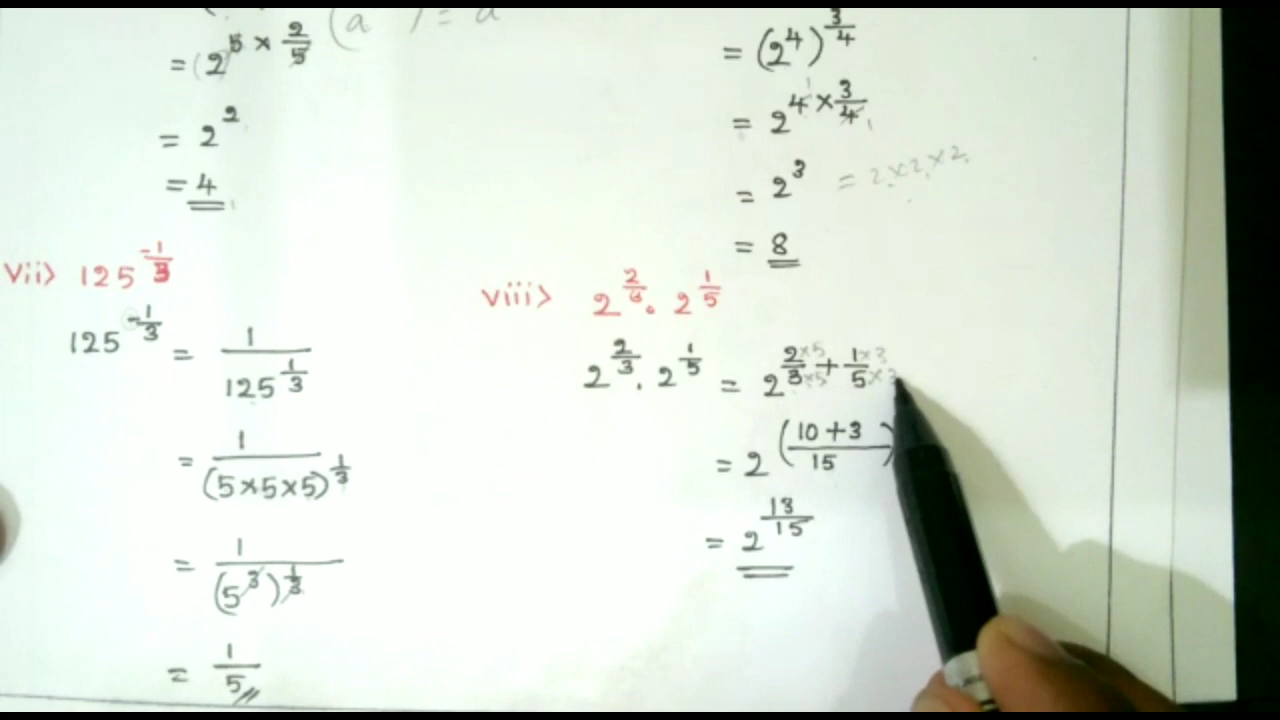 = 2^(5 × 2/5) (a ) = a
= 2^2
= 4
vii> 125^(-1/3)
125^(-1/3) = 1/125^(1/3)
= 1/(5×5×5)^(1/3)
= 1/(5^3)^(1/3)
= 1/5
= (2^4)^(3/4)
= 2^(4 × 3/4)
= 2^3 = 2×2×2
= 8
viii> 2^(2/3) . 2^(1/5)
2^(2/3) . 2^(1/5) = 2^(2×5/3×5 + 1×3/5×3)
= 2^((10+3)/15)
= 2^(13/15)